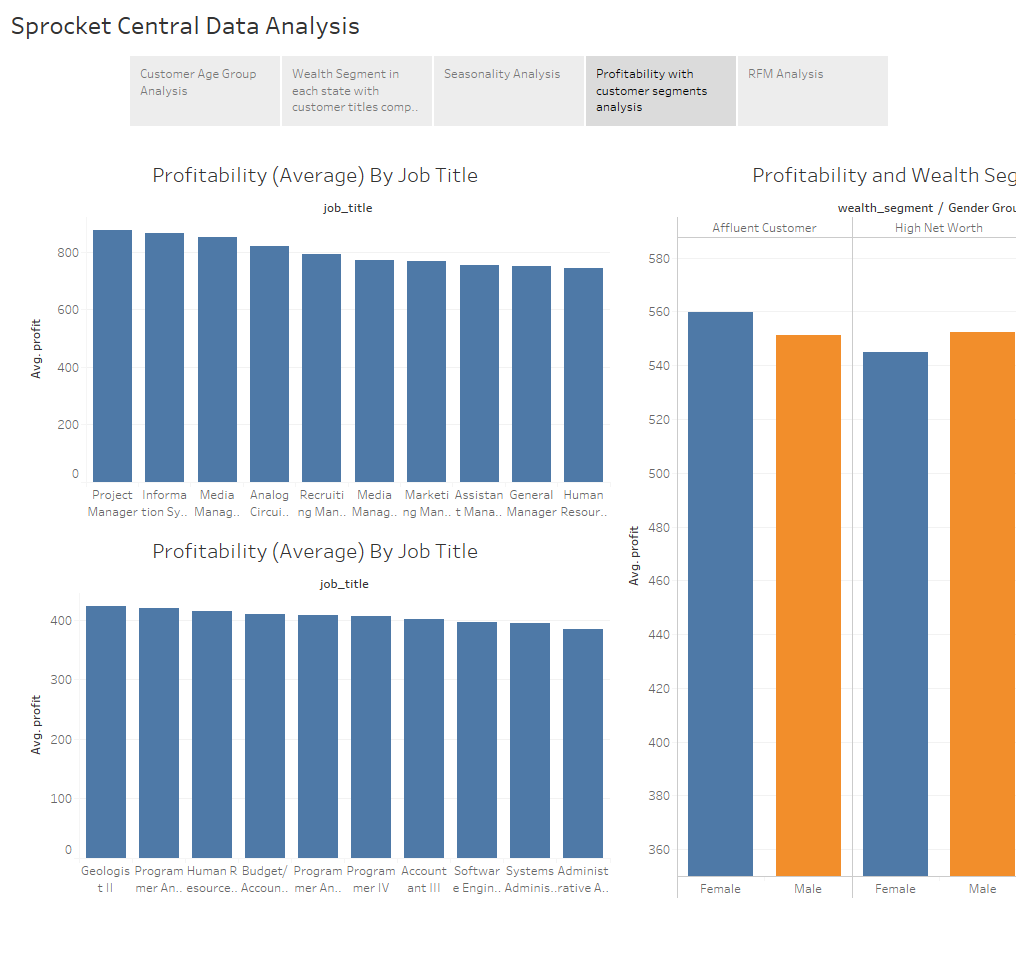 Sprocket Central Data Analysis
Customer Age Group
Analysis
Wealth Segment in
each state with
customer titles comp..
Seasonality Analysis
Profitability with
customer segments
analysis
RFM Analysis
Profitability (Average) By Job Title
job_title
Avg. profit
800
600
400
200
0
Project
Manager
Informa
tion Sy..
Media
Manag..
Analog
Circui..
Recruiti
ng Man..
Media
Manag..
Marketi
ng Man..
Assistan
t Mana..
General
Manager
Human
Resour..
Profitability (Average) By Job Title
job_title
Avg. profit
400
300
200
100
0
Geologis
t II
Program
mer An..
Human R
esource..
Budget/
Accoun..
Program
mer An..
Program
mer IV
Account
ant III
Softwar
e Engin..
Systems
Adminis..
Administ
rative A..
Profitability and Wealth Seg
wealth_segment / Gender Grou
Affluent Customer
High Net Worth
Avg. profit
580
560
540
520
500
480
460
440
420
400
380
360
Female
Male
Female
Male